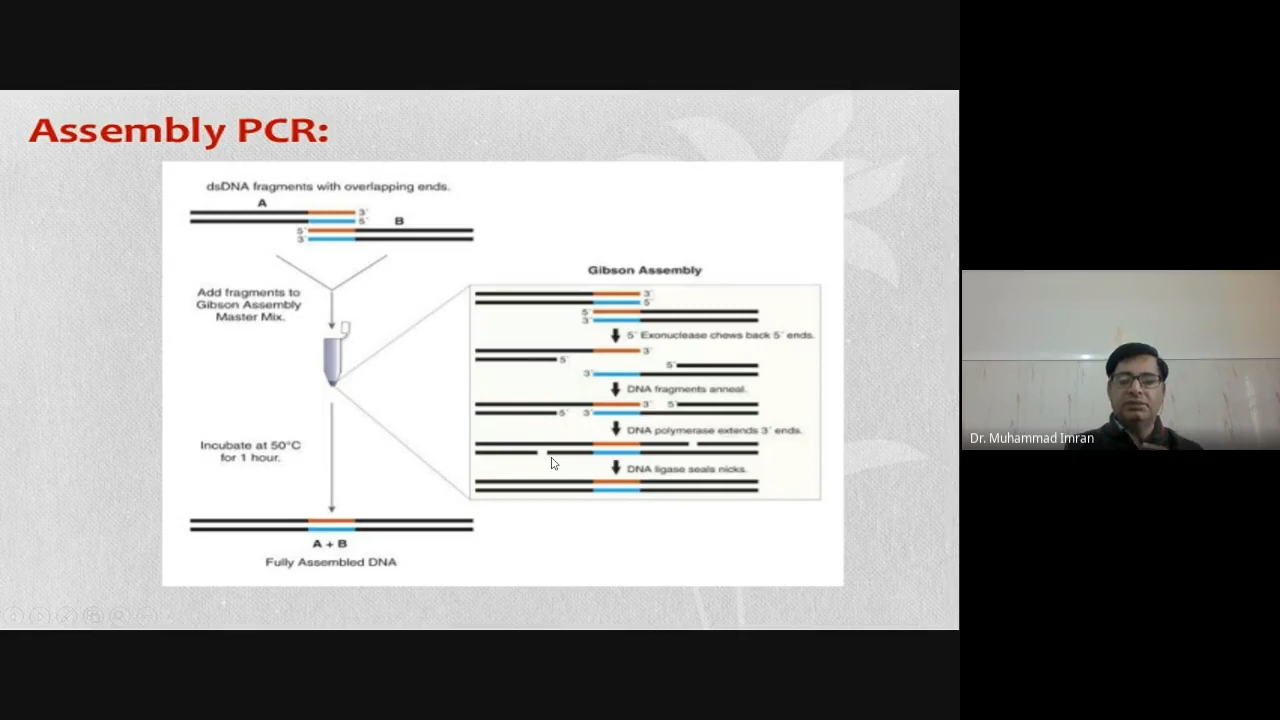 Assembly PCR:
dsDNA fragments with overlapping ends.
A
3´
5´
B
5´
3´
Add fragments to
Gibson Assembly
Master Mix.
Incubate at 50°C
for 1 hour.
A + B
Fully Assembled DNA
Gibson Assembly
3´
5´
5´
3´
5´ Exonuclease chews back 5´ ends.
3´
5´
5´
3´
DNA fragments anneal.
3´ 5´
5´ 3´
DNA polymerase extends 3´ ends.
DNA ligase seals nicks.
Dr. Muhammad Imran